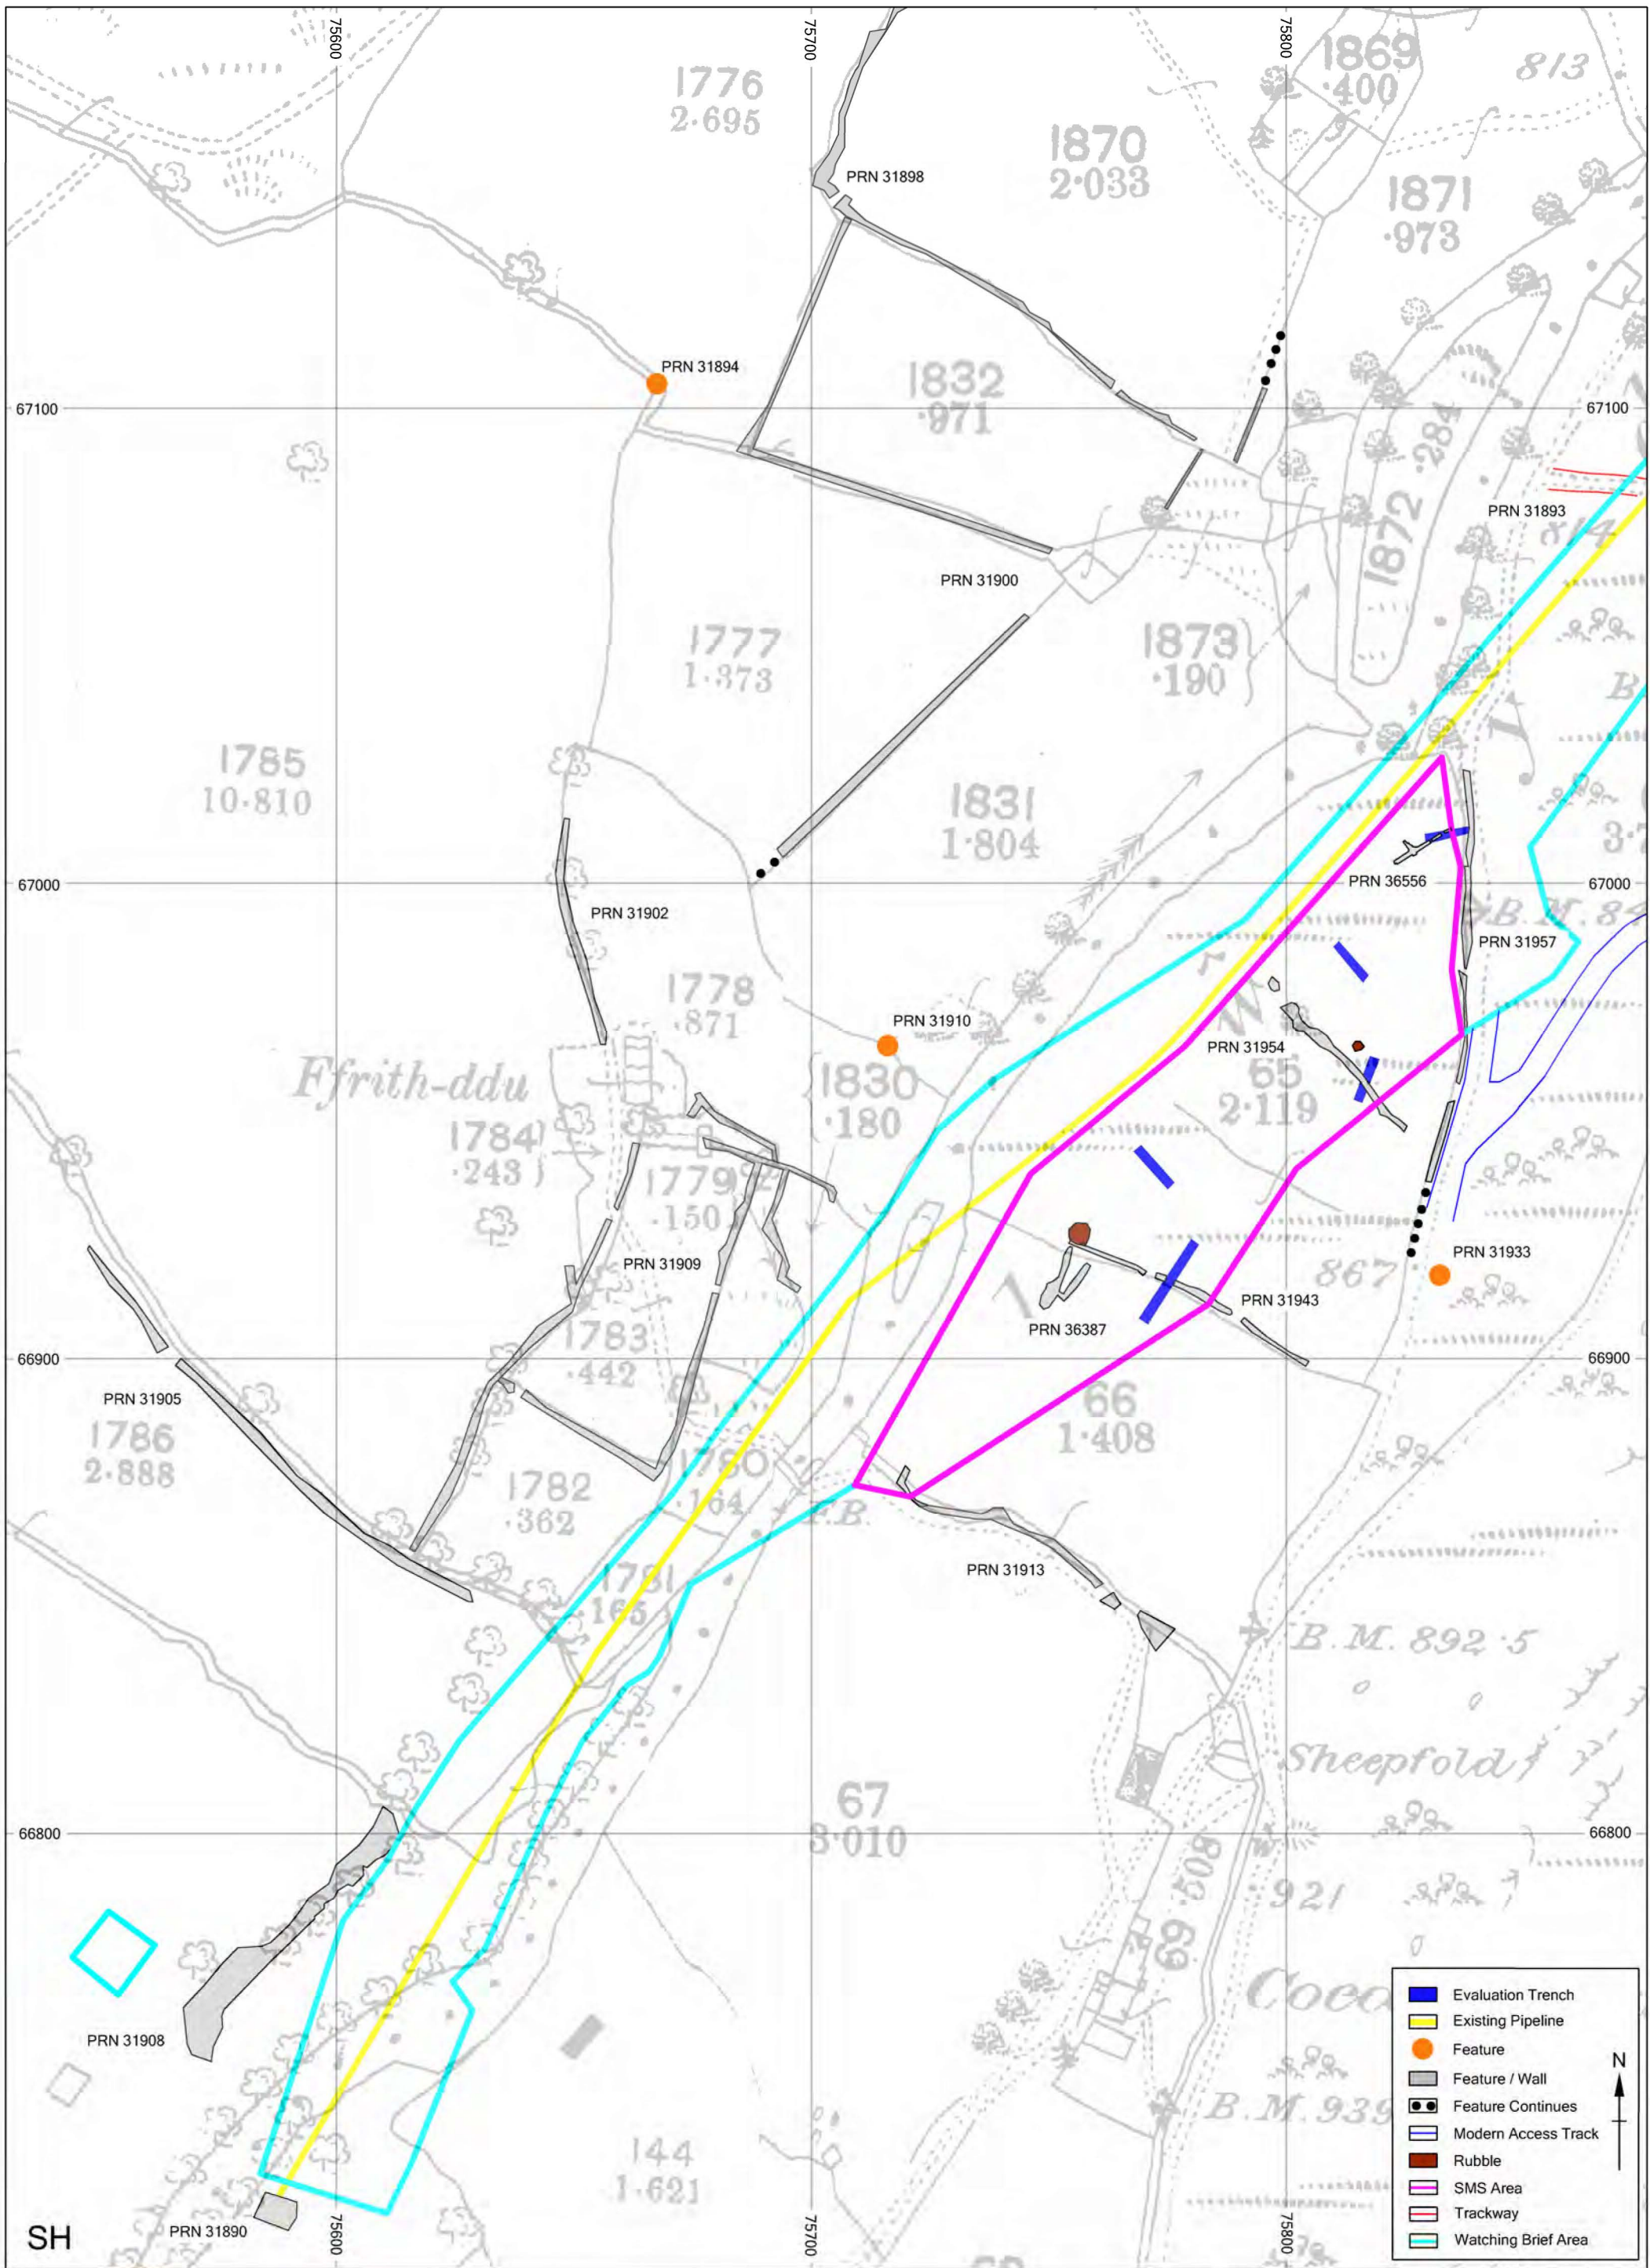 75600
75700
75800
1869
·400
813
1776
2·695
1870
2·033
PRN 31898
1871
·973
PRN 31894
1832
·971
67100
67100
1872 ·284
PRN 31893
814
PRN 31900
1777
1·373
1873
·190
B
1785
10·810
1831
1·804
PRN 36556
67000
67000
B.M. 84
PRN 31902
PRN 31957
1778
·871
PRN 31910
PRN 31954
65
2·119
Ffrith-ddu
1830
·180
1784
·243
1779
·150
PRN 31909
PRN 31933
867
PRN 31943
PRN 36387
1783
·442
66900
66900
PRN 31905
66
1·408
1786
2·888
1780
·164
1782
·362
F.B.
PRN 31913
1781
·165
B.M. 892·5
Sheepfold
67
3·010
66800
66800
69
·508
921
PRN 31908
B.M. 939
144
1·621
PRN 31890
SH
75600
75700
75800
Evaluation Trench
Existing Pipeline
Feature
Feature / Wall
Feature Continues
Modern Access Track
Rubble
SMS Area
Trackway
Watching Brief Area
N